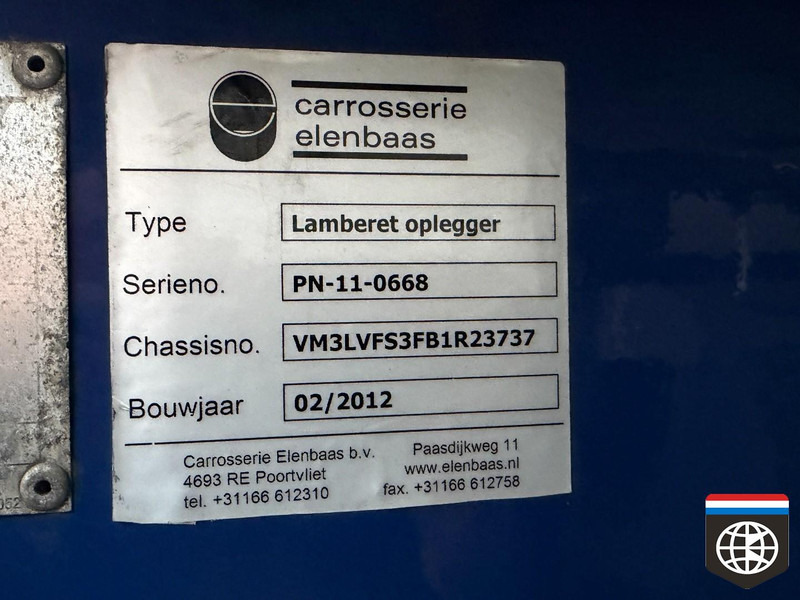 carrosserie
elenbaas
Type Lamberet oplegger
Serieno. PN-11-0668
Chassisno. VM3LVFS3FB1R23737
Bouwjaar 02/2012
Carrosserie Elenbaas b.v. Paasdijkweg 11
4693 RE Poortvliet www.elenbaas.nl
tel. +31166 612310 fax. +31166 612758